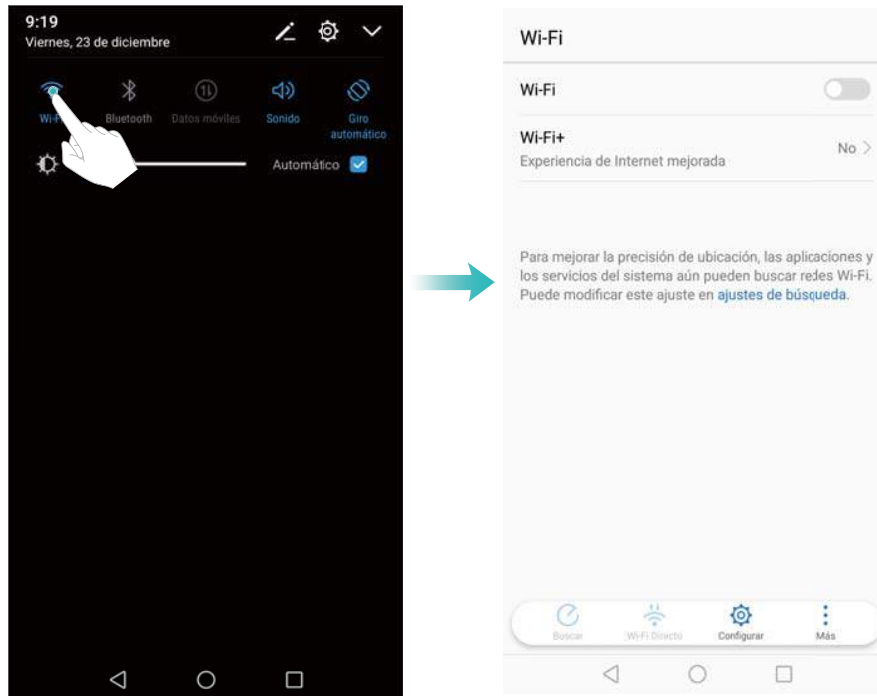 9:19
Viernes, 23 de diciembre
Bluetooth
Datos móviles
Sonido
Giro
automático
Automático
Wi-Fi
Wi-Fi
Wi-Fi+
Experiencia de Internet mejorada
No
Para mejorar la precisión de ubicación, las aplicaciones y
los servicios del sistema aún pueden buscar redes Wi-Fi.
Puede modificar este ajuste en ajustes de búsqueda.
Buscar
Wi-Fi Directo
Configurar
Más